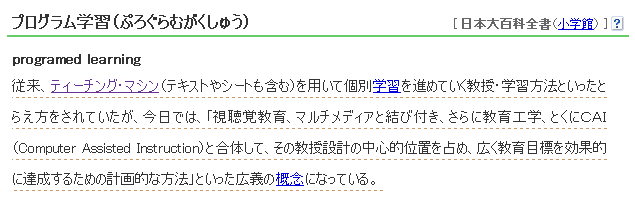 プログラム学習(ぷろぐらむがくしゅう) [ 日本大百科全書(小学館) ] ?
programed learning
従来、ティーチング・マシン(テキストやシートも含む)を用いて個別学習を進めていく教授・学習方法といったと
らえ方をされていたが、今日では、「視聴覚教育、マルチメディアと結び付き、さらに教育工学、とくにCAI
(Computer Assisted Instruction)と合体して、その教授設計の中心的位置を占め、広く教育目標を効果的
に達成するための計画的な方法」といった広義の概念になっている。